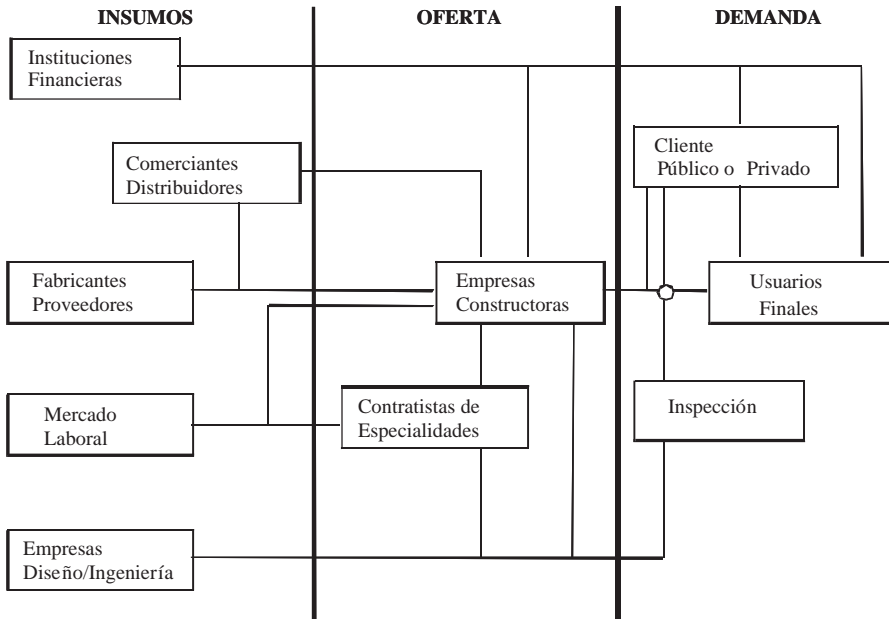 INSUMOS
OFERTA
DEMANDA
Instituciones
Financieras
Comerciantes
Distribuidores
Cliente
Público o Privado
Fabricantes
Proveedores
Empresas
Constructoras
Usuarios
Finales
Mercado
Laboral
Contratistas de
Especialidades
Inspección
Empresas
Diseño/Ingeniería